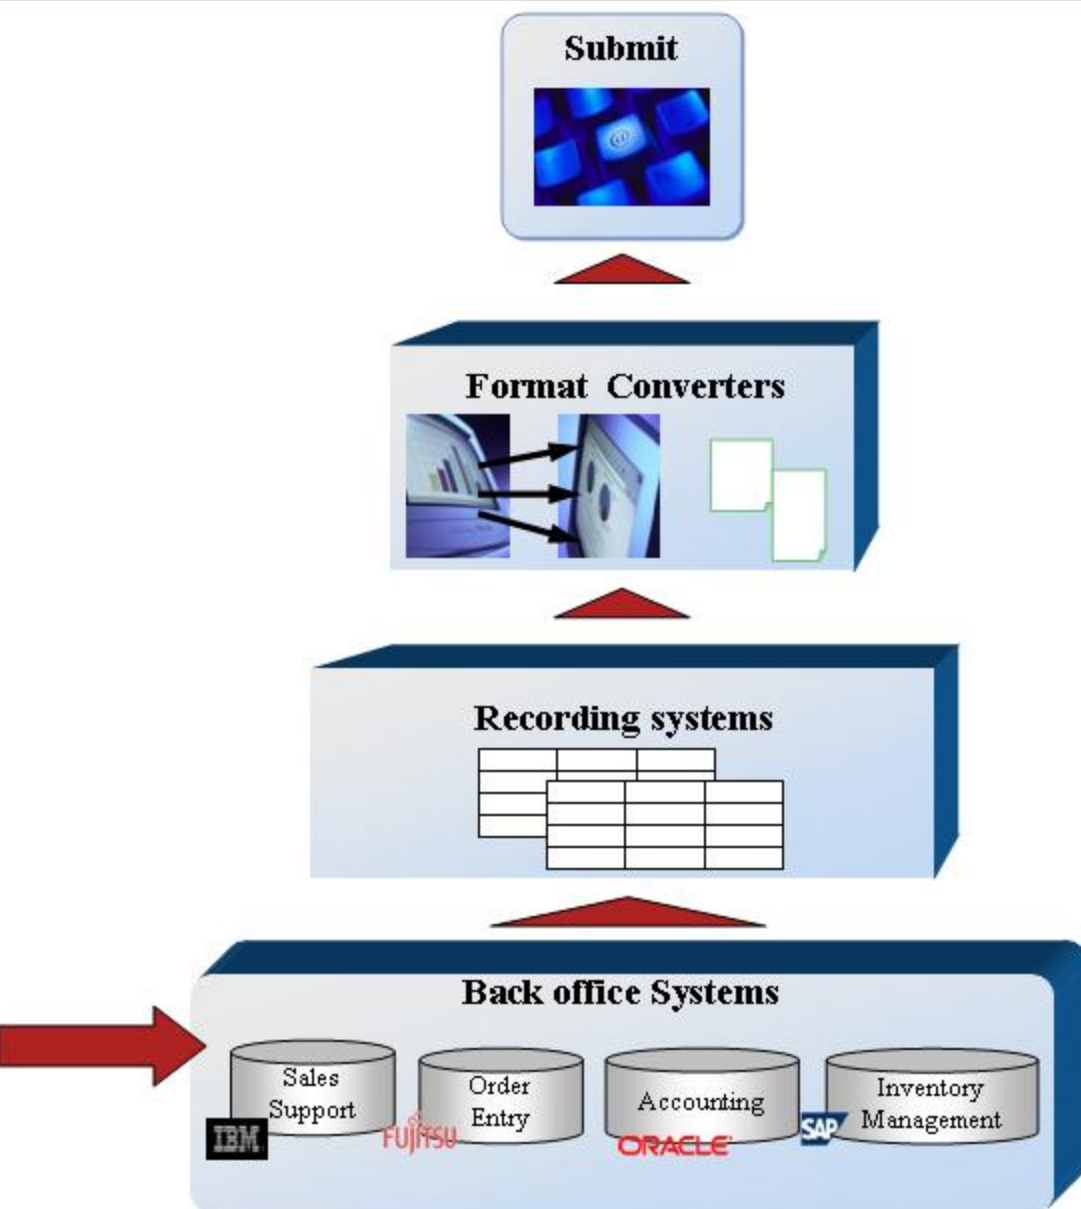 Submit
Format Converters
Recording systems
Back office Systems
Sales
Support
Order
Entry
Accounting
Inventory
Management
IBM
FUJITSU
ORACLE
SAP